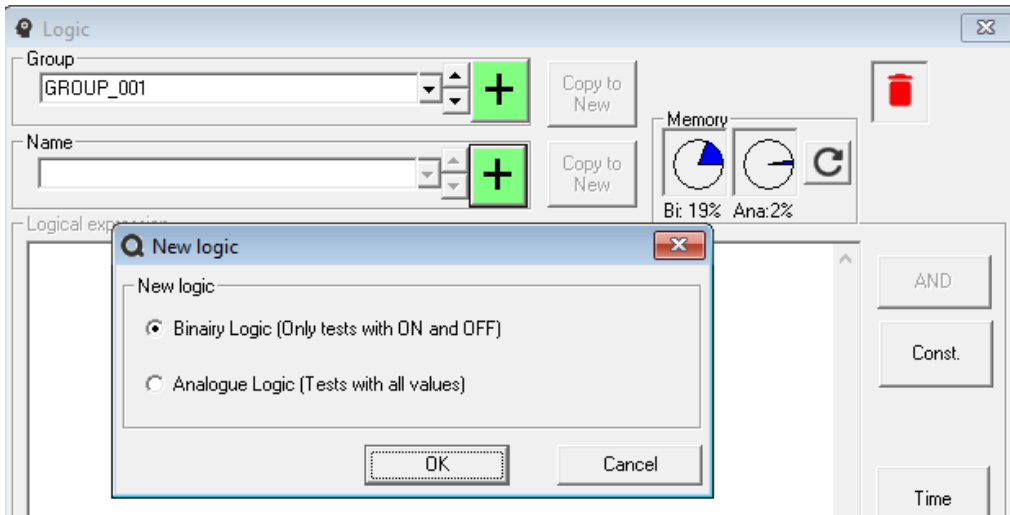 Logic
Group
GROUP_001
Copy to
New
Memory
Name
Copy to
New
Bi: 19% Ana:2%
Logical
New logic
New logic
AND
Binairy Logic (Only tests with ON and OFF)
Const.
Analogue Logic (Tests with all values)
OK
Cancel
Time